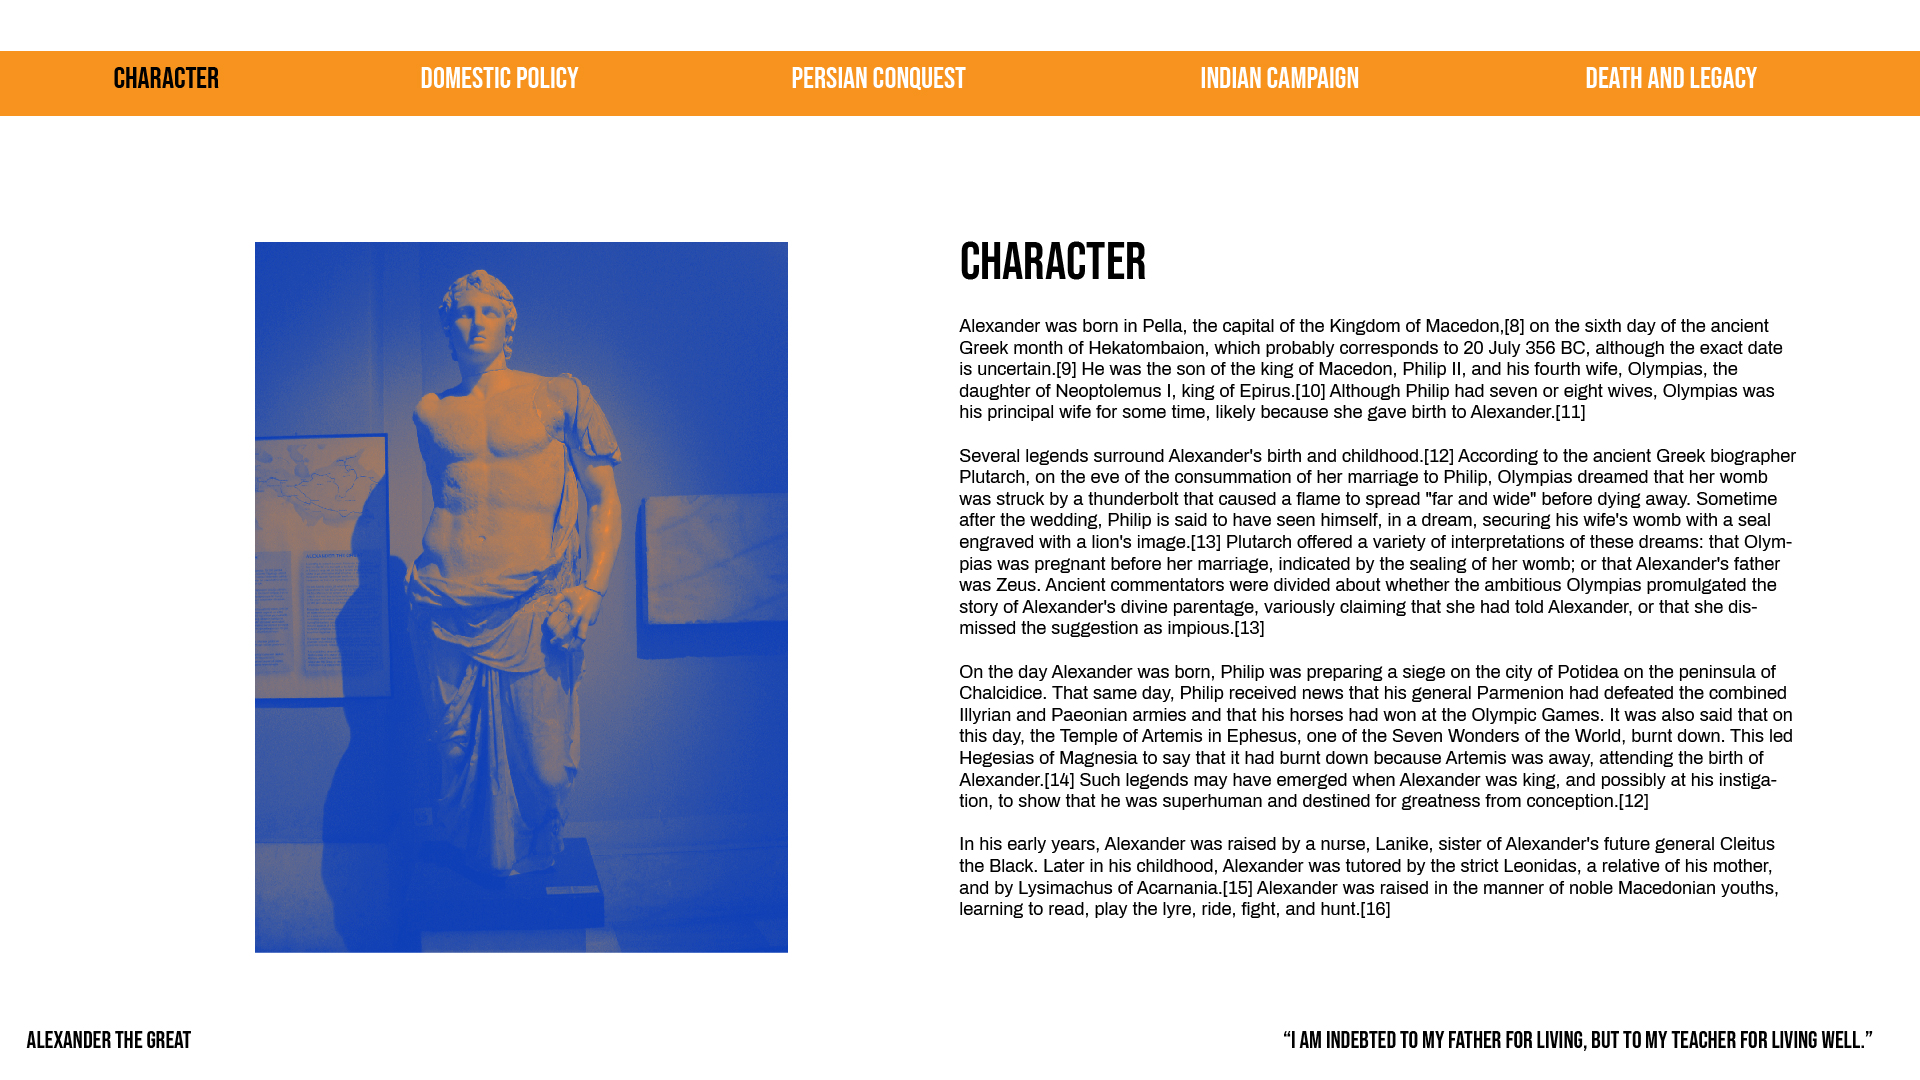 CHARACTER
DOMESTIC POLICY
PERSIAN CONQUEST
INDIAN CAMPAIGN
DEATH AND LEGACY
CHARACTER
Alexander was born in Pella, the capital of the Kingdom of Macedon,[8] on the sixth day of the ancient
Greek month of Hekatombaion, which probably corresponds to 20 July 356 BC, although the exact date
is uncertain.[9] He was the son of the king of Macedon, Philip II, and his fourth wife, Olympias, the
daughter of Neoptolemus I, king of Epirus.[10] Although Philip had seven or eight wives, Olympias was
his principal wife for some time, likely because she gave birth to Alexander.[11]
Several legends surround Alexander's birth and childhood.[12] According to the ancient Greek biographer
Plutarch, on the eve of the consummation of her marriage to Philip, Olympias dreamed that her womb
was struck by a thunderbolt that caused a flame to spread "far and wide" before dying away. Sometime
after the wedding, Philip is said to have seen himself, in a dream, securing his wife's womb with a seal
engraved with a lion's image.[13] Plutarch offered a variety of interpretations of these dreams: that Olym-
pias was pregnant before her marriage, indicated by the sealing of her womb; or that Alexander's father
was Zeus. Ancient commentators were divided about whether the ambitious Olympias promulgated the
story of Alexander's divine parentage, variously claiming that she had told Alexander, or that she dis-
missed the suggestion as impious.[13]
On the day Alexander was born, Philip was preparing a siege on the city of Potidea on the peninsula of
Chalcidice. That same day, Philip received news that his general Parmenion had defeated the combined
Illyrian and Paeonian armies and that his horses had won at the Olympic Games. It was also said that on
this day, the Temple of Artemis in Ephesus, one of the Seven Wonders of the World, burnt down. This led
Hegesias of Magnesia to say that it had burnt down because Artemis was away, attending the birth of
Alexander.[14] Such legends may have emerged when Alexander was king, and possibly at his instiga-
tion, to show that he was superhuman and destined for greatness from conception.[12]
In his early years, Alexander was raised by a nurse, Lanike, sister of Alexander's future general Cleitus
the Black. Later in his childhood, Alexander was tutored by the strict Leonidas, a relative of his mother,
and by Lysimachus of Acarnania.[15] Alexander was raised in the manner of noble Macedonian youths,
learning to read, play the lyre, ride, fight, and hunt.[16]
ALEXANDER THE GREAT
“I AM INDEBTED TO MY FATHER FOR LIVING, BUT TO MY TEACHER FOR LIVING WELL.”